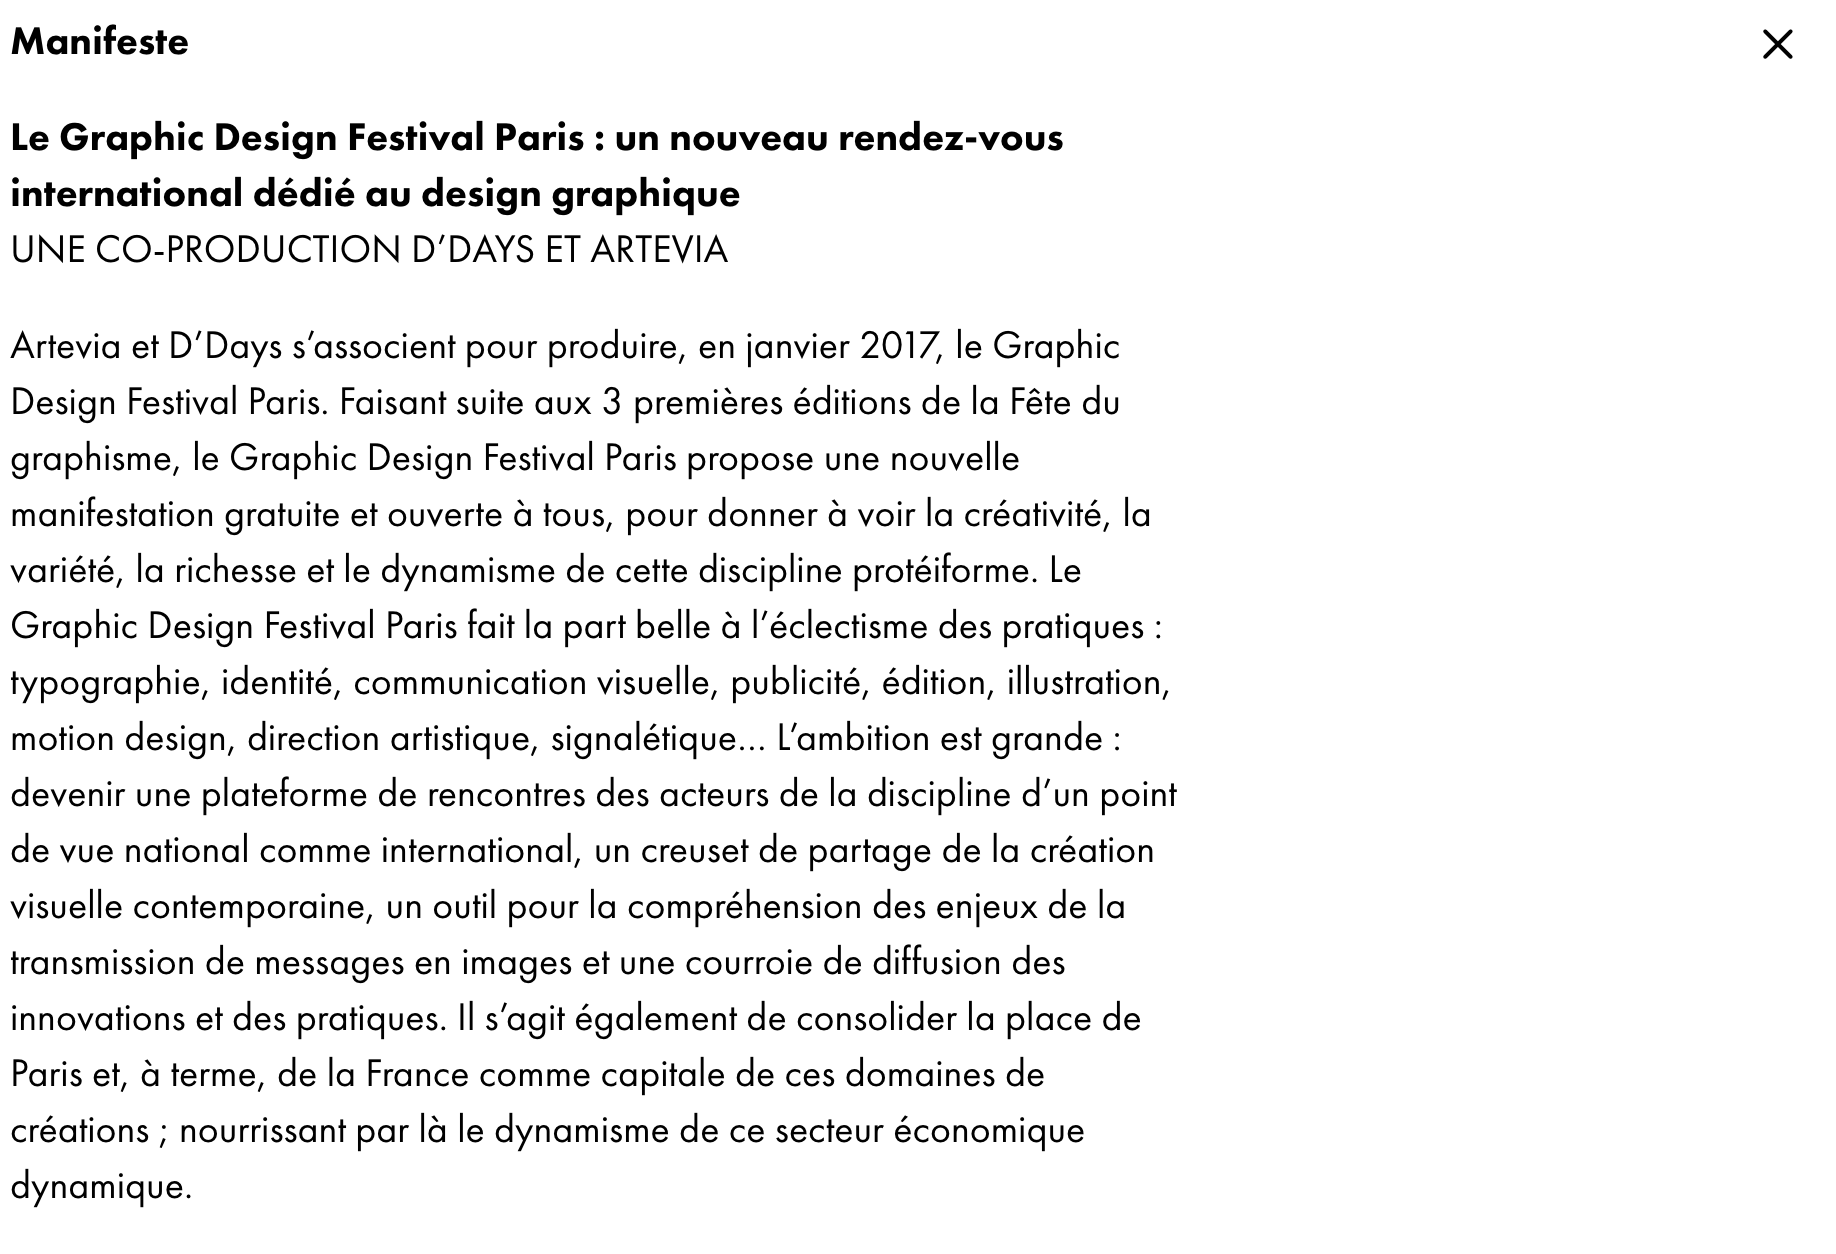 Manifeste
Le Graphic Design Festival Paris : un nouveau rendez-vous
international dédié au design graphique
UNE CO-PRODUCTION D’DAYS ET ARTEVIA
Artevia et D’Days s’associent pour produire, en janvier 2017, le Graphic
Design Festival Paris. Faisant suite aux 3 premières éditions de la Fête du
graphisme, le Graphic Design Festival Paris propose une nouvelle
manifestation gratuite et ouverte à tous, pour donner à voir la créativité, la
variété, la richesse et le dynamisme de cette discipline protéiforme. Le
Graphic Design Festival Paris fait la part belle à l’éclectisme des pratiques :
typographie, identité, communication visuelle, publicité, édition, illustration,
motion design, direction artistique, signalétique… L’ambition est grande :
devenir une plateforme de rencontres des acteurs de la discipline d’un point
de vue national comme international, un creuset de partage de la création
visuelle contemporaine, un outil pour la compréhension des enjeux de la
transmission de messages en images et une courroie de diffusion des
innovations et des pratiques. Il s’agit également de consolider la place de
Paris et, à terme, de la France comme capitale de ces domaines de
créations ; nourrissant par là le dynamisme de ce secteur économique
dynamique.